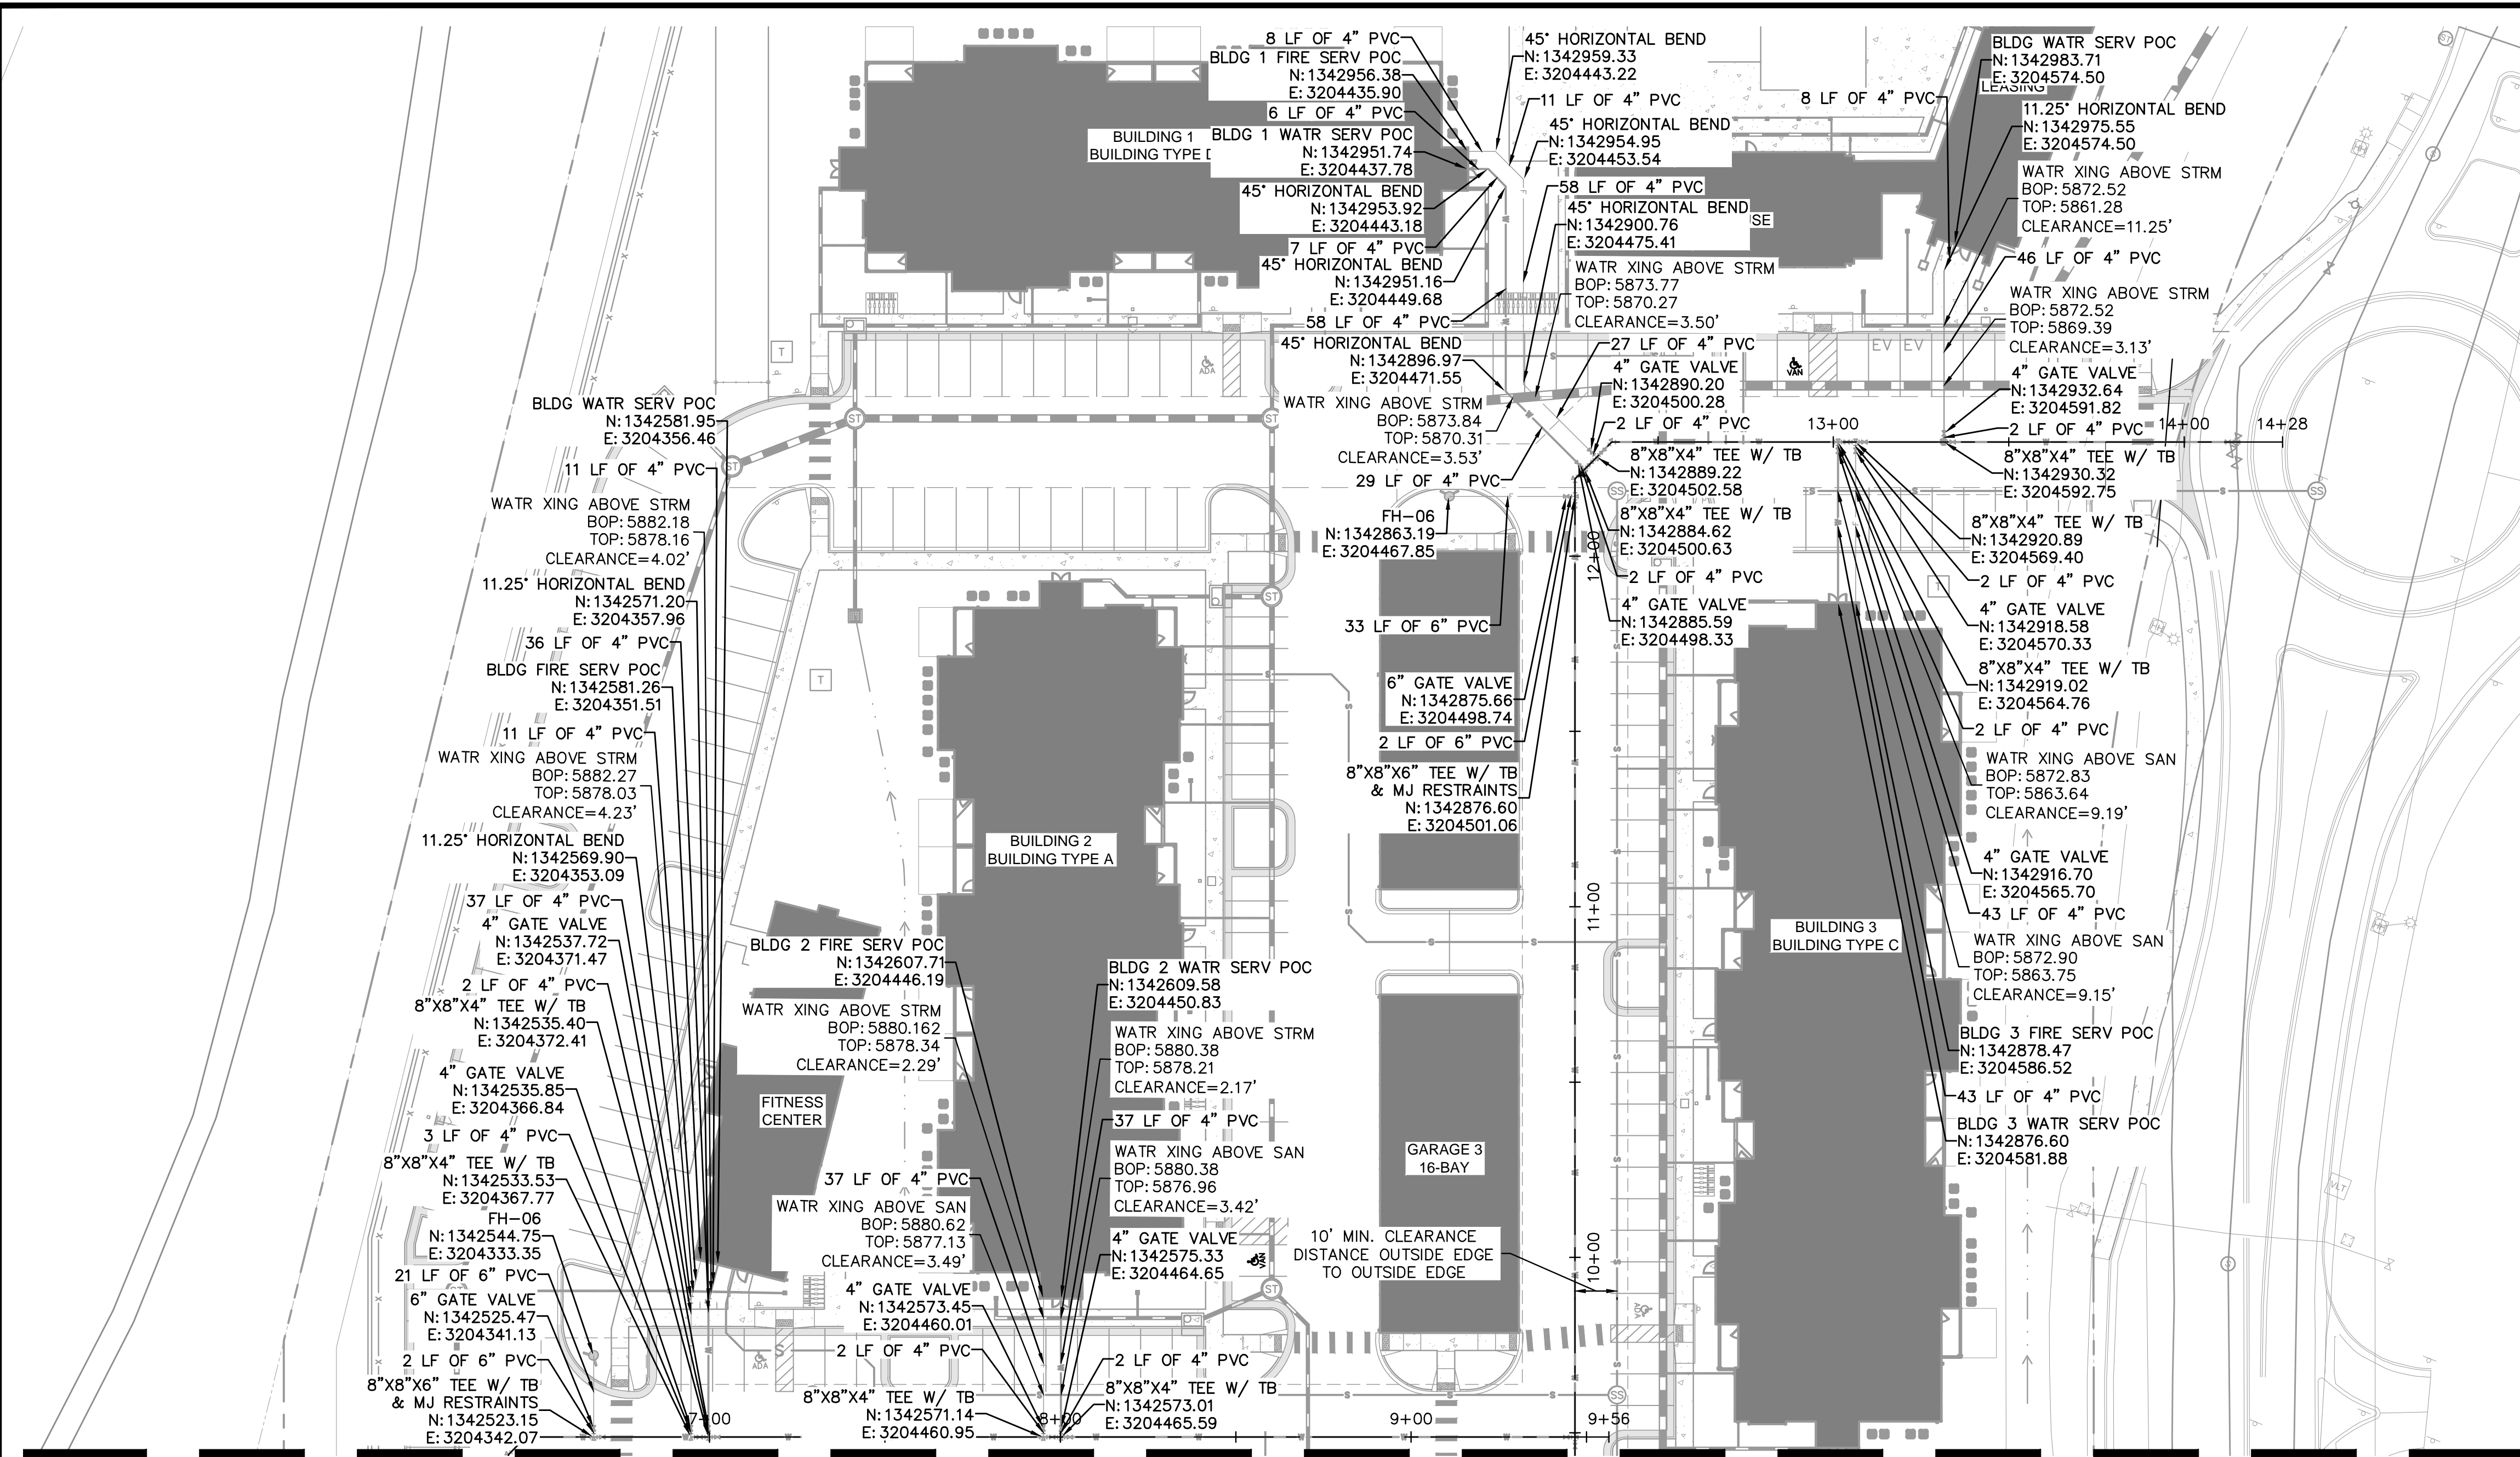 8 LF OF 4" PVC
BLDG 1 FIRE SERV POC
N:1342956.38
E:3204435.90
6 LF OF 4" PVC
BLDG 1 WATR SERV POC
N:1342951.74
E:3204437.78
45° HORIZONTAL BEND
N:1342953.92
E:3204443.18
7 LF OF 4" PVC
45° HORIZONTAL BEND
N:1342951.16
E:3204449.68
58 LF OF 4" PVC
45° HORIZONTAL BEND
N:1342896.97
E:3204471.55
WATR XING ABOVE STRM
BOP:5873.84
TOP:5870.31
CLEARANCE=3.53'
29 LF OF 4" PVC
FH-06
N:1342863.19
E:3204467.85
33 LF OF 6" PVC
6" GATE VALVE
N:1342875.66
E:3204498.74
2 LF OF 6" PVC
8"X8"X6" TEE W/ TB
& MJ RESTRAINTS
N:1342876.60
E:3204501.06
45° HORIZONTAL BEND
N:1342959.33
E:3204443.22
11 LF OF 4" PVC
45° HORIZONTAL BEND
N:1342954.95
E:3204453.54
58 LF OF 4" PVC
45° HORIZONTAL BEND
N:1342900.76
E:3204475.41
WATR XING ABOVE STRM
BOP:5873.77
TOP:5870.27
CLEARANCE=3.50'
27 LF OF 4" PVC
4" GATE VALVE
N:1342890.20
E:3204500.28
2 LF OF 4" PVC
8"X8"X4" TEE W/ TB
N:1342889.22
E:3204502.58
8"X8"X4" TEE W/ TB
N:1342884.62
E:3204500.63
2 LF OF 4" PVC
4" GATE VALVE
N:1342885.59
E:3204498.33
8 LF OF 4" PVC
BLDG WATR SERV POC
N:1342983.71
E:3204574.50
LEASING
11.25° HORIZONTAL BEND
N:1342975.55
E:3204574.50
WATR XING ABOVE STRM
BOP:5872.52
TOP:5861.28
CLEARANCE=11.25'
46 LF OF 4" PVC
WATR XING ABOVE STRM
BOP:5872.52
TOP:5869.39
CLEARANCE=3.13'
4" GATE VALVE
N:1342932.64
E:3204591.82
2 LF OF 4" PVC
8"X8"X4" TEE W/ TB
N:1342930.32
E:3204592.75
8"X8"X4" TEE W/ TB
N:1342920.89
E:3204569.40
2 LF OF 4" PVC
4" GATE VALVE
N:1342918.58
E:3204570.33
8"X8"X4" TEE W/ TB
N:1342919.02
E:3204564.76
2 LF OF 4" PVC
WATR XING ABOVE SAN
BOP:5872.83
TOP:5863.64
CLEARANCE=9.19'
4" GATE VALVE
N:1342916.70
E:3204565.70
43 LF OF 4" PVC
WATR XING ABOVE SAN
BOP:5872.90
TOP:5863.75
CLEARANCE=9.15'
BLDG 3 FIRE SERV POC
N:1342878.47
E:3204586.52
43 LF OF 4" PVC
BLDG 3 WATR SERV POC
N:1342876.60
E:3204581.88
BUILDING 1
BUILDING TYPE D
USE
T
ADA
VAN
EV EV
ST
ST
ST
ST
13+00
14+00
14+28
SS
SS
12+00
T
T
BLDG WATR SERV POC
N:1342581.95
E:3204356.46
11 LF OF 4" PVC
WATR XING ABOVE STRM
BOP:5882.18
TOP:5878.16
CLEARANCE=4.02'
11.25° HORIZONTAL BEND
N:1342571.20
E:3204357.96
36 LF OF 4" PVC
BLDG FIRE SERV POC
N:1342581.26
E:3204351.51
11 LF OF 4" PVC
WATR XING ABOVE STRM
BOP:5882.27
TOP:5878.03
CLEARANCE=4.23'
11.25° HORIZONTAL BEND
N:1342569.90
E:3204353.09
37 LF OF 4" PVC
4" GATE VALVE
N:1342537.72
E:3204371.47
2 LF OF 4" PVC
8"X8"X4" TEE W/ TB
N:1342535.40
E:3204372.41
4" GATE VALVE
N:1342535.85
E:3204366.84
3 LF OF 4" PVC
8"X8"X4" TEE W/ TB
N:1342533.53
E:3204367.77
FH-06
N:1342544.75
E:3204333.35
21 LF OF 6" PVC
6" GATE VALVE
N:1342525.47
E:3204341.13
2 LF OF 6" PVC
8"X8"X6" TEE W/ TB
& MJ RESTRAINTS
N:1342523.15
E:3204342.07
BUILDING 2
BUILDING TYPE A
BLDG 2 FIRE SERV POC
N:1342607.71
E:3204446.19
WATR XING ABOVE STRM
BOP:5880.162
TOP:5878.34
CLEARANCE=2.29'
FITNESS
CENTER
37 LF OF 4" PVC
WATR XING ABOVE SAN
BOP:5880.62
TOP:5877.13
CLEARANCE=3.49'
4" GATE VALVE
N:1342573.45
E:3204460.01
2 LF OF 4" PVC
8"X8"X4" TEE W/ TB
N:1342571.14
E:3204460.95
BLDG 2 WATR SERV POC
N:1342609.58
E:3204450.83
WATR XING ABOVE STRM
BOP:5880.38
TOP:5878.21
CLEARANCE=2.17'
37 LF OF 4" PVC
WATR XING ABOVE SAN
BOP:5880.38
TOP:5876.96
CLEARANCE=3.42'
4" GATE VALVE
N:1342575.33
E:3204464.65
2 LF OF 4" PVC
8"X8"X4" TEE W/ TB
N:1342573.01
E:3204465.59
VAN
ST
ADA
GARAGE 3
16-BAY
10' MIN. CLEARANCE
DISTANCE OUTSIDE EDGE
TO OUTSIDE EDGE
BUILDING 3
BUILDING TYPE C
11+00
10+00
ADA
SS
VLT
7+00
8+00
9+00
9+56